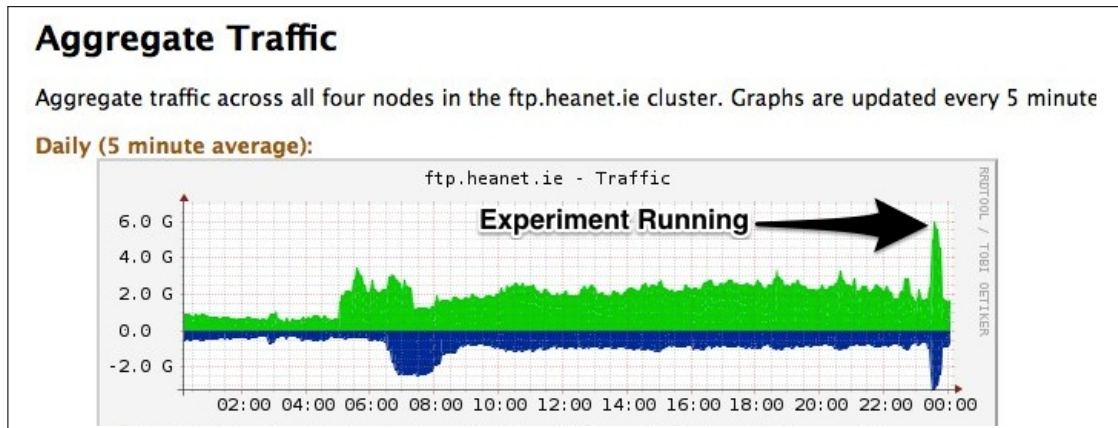 Aggregate Traffic
Aggregate traffic across all four nodes in the ftp.heanet.ie cluster. Graphs are updated every 5 minute
Daily (5 minute average):
ftp.heanet.ie - Traffic
RRDTOOL / TOBI OETIKER
Experiment Running
6.0 G
4.0 G
2.0 G
0.0
-2.0 G
02:00 04:00 06:00 08:00 10:00 12:00 14:00 16:00 18:00 20:00 22:00 00:00